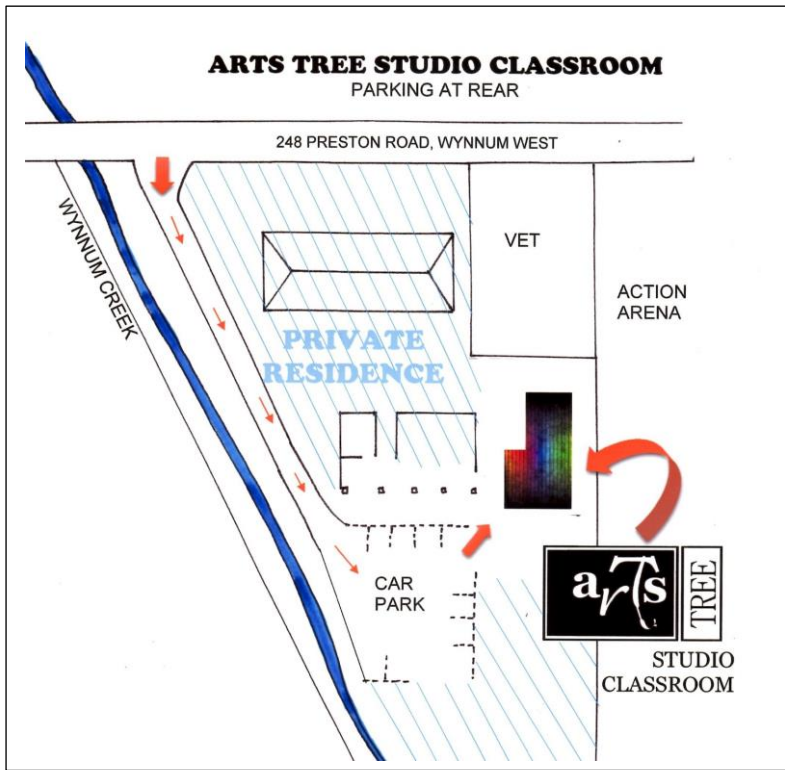 ARTS TREE STUDIO CLASSROOM
PARKING AT REAR
248 PRESTON ROAD, WYNNUM WEST
WYNNUM CREEK
VET
ACTION
ARENA
PRIVATE
RESIDENCE
CAR
PARK
arTs
TREE
STUDIO
CLASSROOM